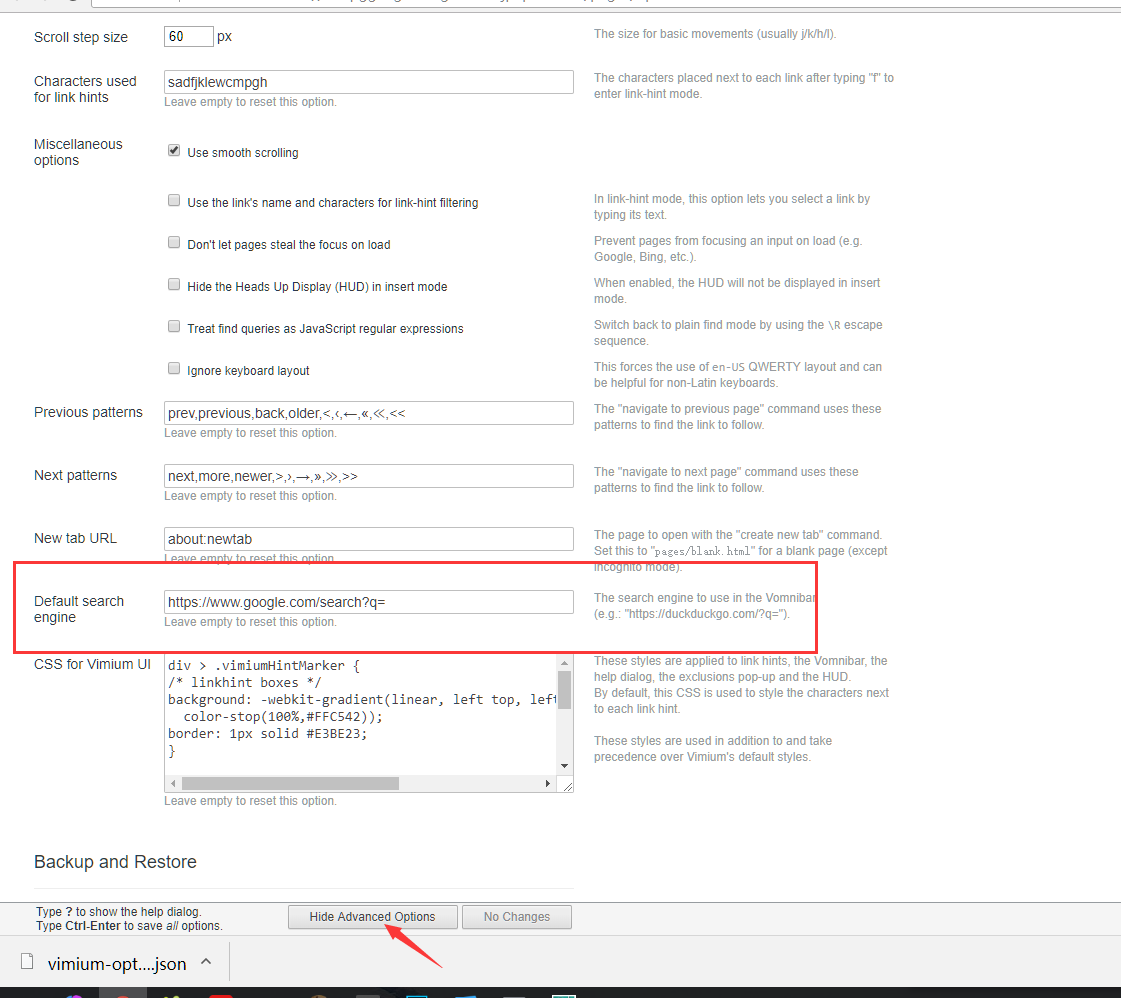 Scroll step size
60 px
The size for basic movements (usually j/k/h/l).
Characters used
for link hints
sadfjklewcmpgh
Leave empty to reset this option.
The characters placed next to each link after typing "f" to
enter link-hint mode.
Miscellaneous
options
Use smooth scrolling
Use the link's name and characters for link-hint filtering
In link-hint mode, this option lets you select a link by
typing its text.
Don't let pages steal the focus on load
Prevent pages from focusing an input on load (e.g.
Google, Bing, etc.).
Hide the Heads Up Display (HUD) in insert mode
When enabled, the HUD will not be displayed in insert
mode.
Treat find queries as JavaScript regular expressions
Switch back to plain find mode by using the \R escape
sequence.
Ignore keyboard layout
This forces the use of en-US QWERTY layout and can
be helpful for non-Latin keyboards.
Previous patterns
prev,previous,back,older,<,‹,←,«,≪,<<
Leave empty to reset this option.
The "navigate to previous page" command uses these
patterns to find the link to follow.
Next patterns
next,more,newer,>,›,→,»,≫,>>
Leave empty to reset this option.
The "navigate to next page" command uses these
patterns to find the link to follow.
New tab URL
about:newtab
Leave empty to reset this option.
The page to open with the "create new tab" command.
Set this to "pages/blank.html" for a blank page (except
incognito mode).
Default search
engine
https://www.google.com/search?q=
Leave empty to reset this option.
The search engine to use in the Vomnibar
(e.g.: "https://duckduckgo.com/?q=").
CSS for Vimium UI
div > .vimiumHintMarker {
/* linkhint boxes */
background: -webkit-gradient(linear, left top, left
color-stop(100%,#FFC542));
border: 1px solid #E3BE23;
}
Leave empty to reset this option.
These styles are applied to link hints, the Vomnibar, the
help dialog, the exclusions pop-up and the HUD.
By default, this CSS is used to style the characters next
to each link hint.
These styles are used in addition to and take
precedence over Vimium's default styles.
Backup and Restore
Type ? to show the help dialog.
Type Ctrl-Enter to save all options.
Hide Advanced Options
No Changes
vimium-opt....json